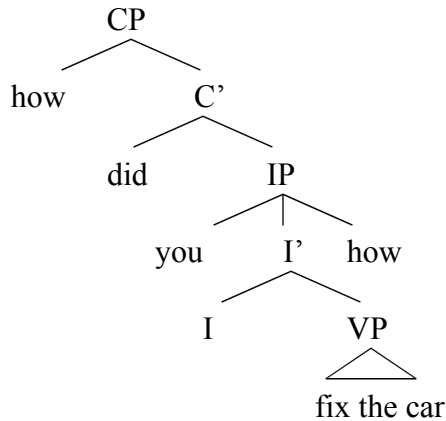 CP
how C’
did IP
you I’ how
I VP
fix the car